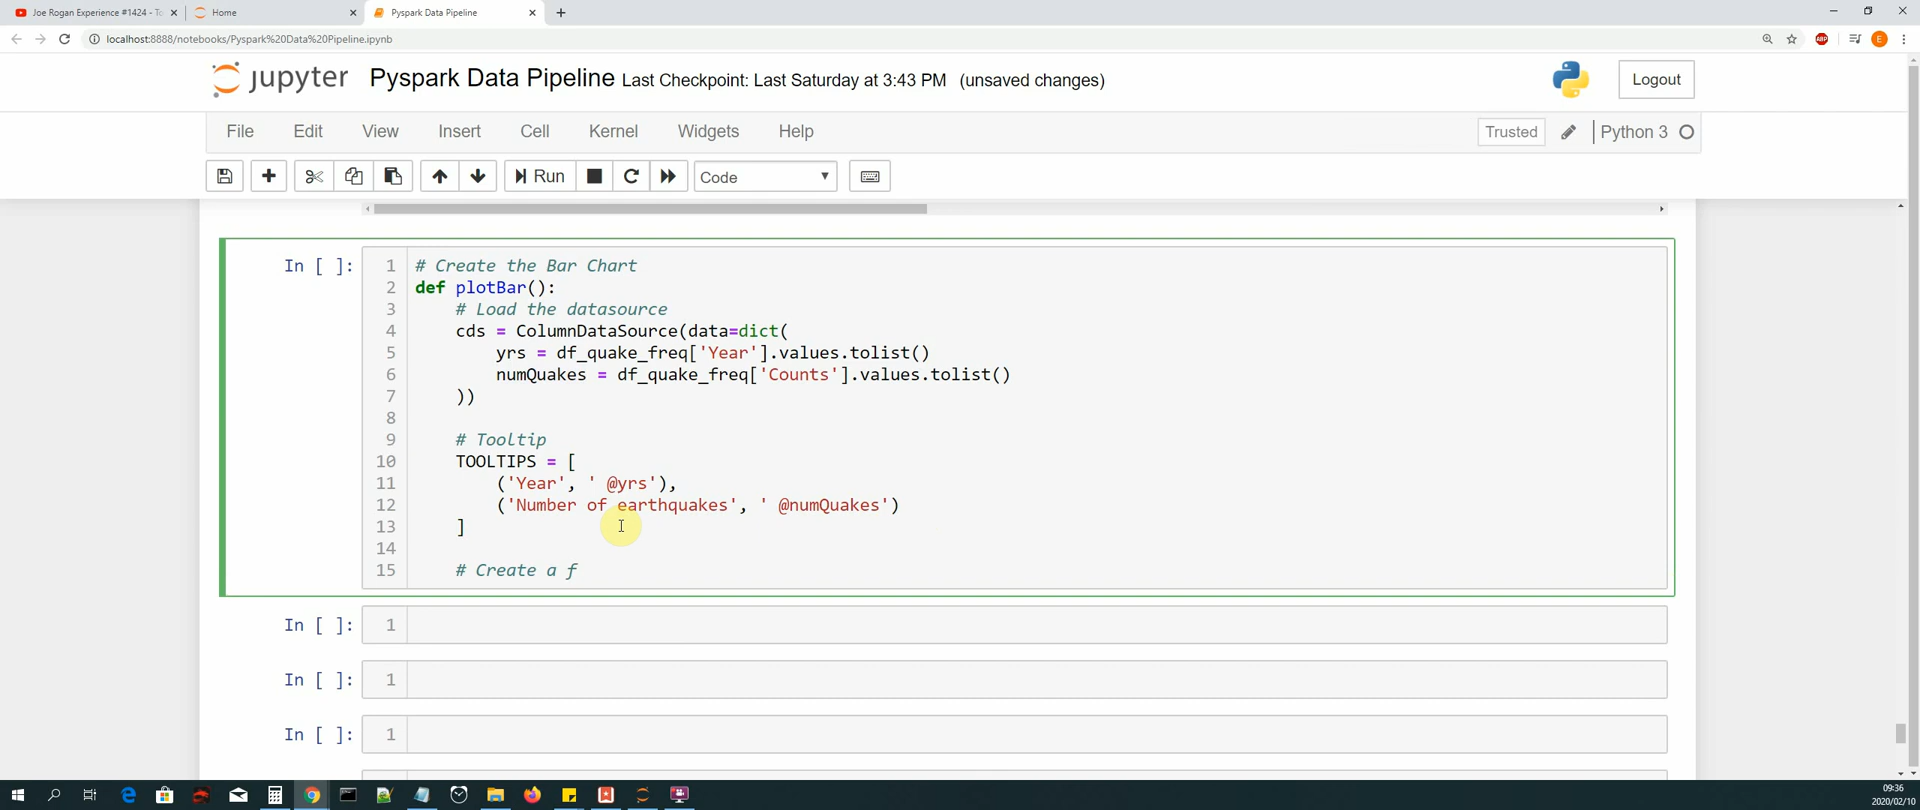 Joe Rogan Experience #1424 - To
Home
Pyspark Data Pipeline
localhost:8888/notebooks/Pyspark%20Data%20Pipeline.ipynb
ABP
E
jupyter
Pyspark Data Pipeline Last Checkpoint: Last Saturday at 3:43 PM (unsaved changes)
Logout
File Edit View Insert Cell Kernel Widgets Help
Trusted
Python 3
Run
Code
In [ ]:
1 # Create the Bar Chart
2 def plotBar():
3 # Load the datasource
4 cds = ColumnDataSource(data=dict(
5 yrs = df_quake_freq['Year'].values.tolist()
6 numQuakes = df_quake_freq['Counts'].values.tolist()
7 ))
8
9 # Tooltip
10 TOOLTIPS = [
11 ('Year', ' @yrs'),
12 ('Number of earthquakes', ' @numQuakes')
13 ]
14
15 # Create a f
In [ ]: 1
In [ ]: 1
In [ ]: 1
09:36
2020/02/10